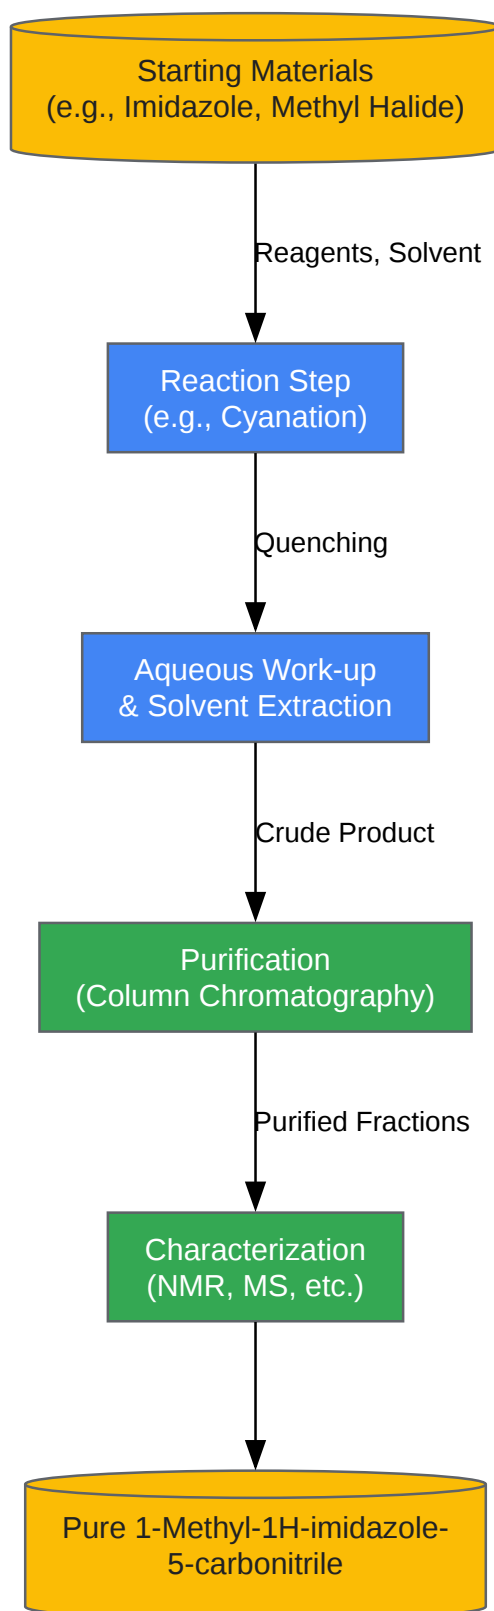 Starting Materials
(e.g., Imidazole, Methyl Halide)
Reagents, Solvent
Reaction Step
(e.g., Cyanation)
Quenching
Aqueous Work-up
& Solvent Extraction
Crude Product
Purification
(Column Chromatography)
Purified Fractions
Characterization
(NMR, MS, etc.)
Pure 1-Methyl-1H-imidazole-
5-carbonitrile